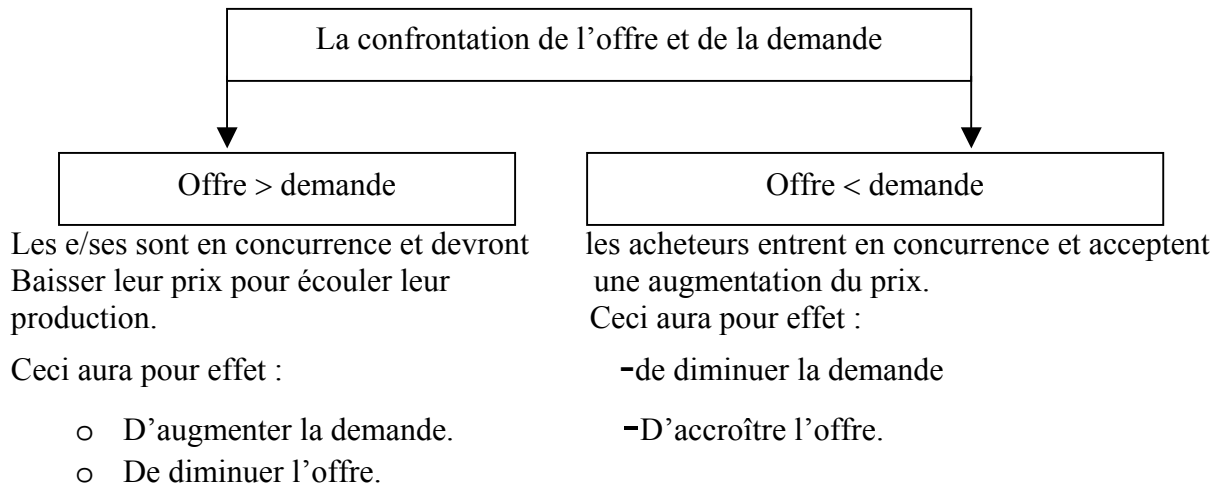 La confrontation de l’offre et de la demande
Offre > demande
Les e/ses sont en concurrence et devront
Baisser leur prix pour écouler leur
production.
Ceci aura pour effet :
o D’augmenter la demande.
o De diminuer l’offre.
Offre < demande
les acheteurs entrent en concurrence et acceptent
une augmentation du prix.
Ceci aura pour effet :
-de diminuer la demande
-D’accroître l’offre.